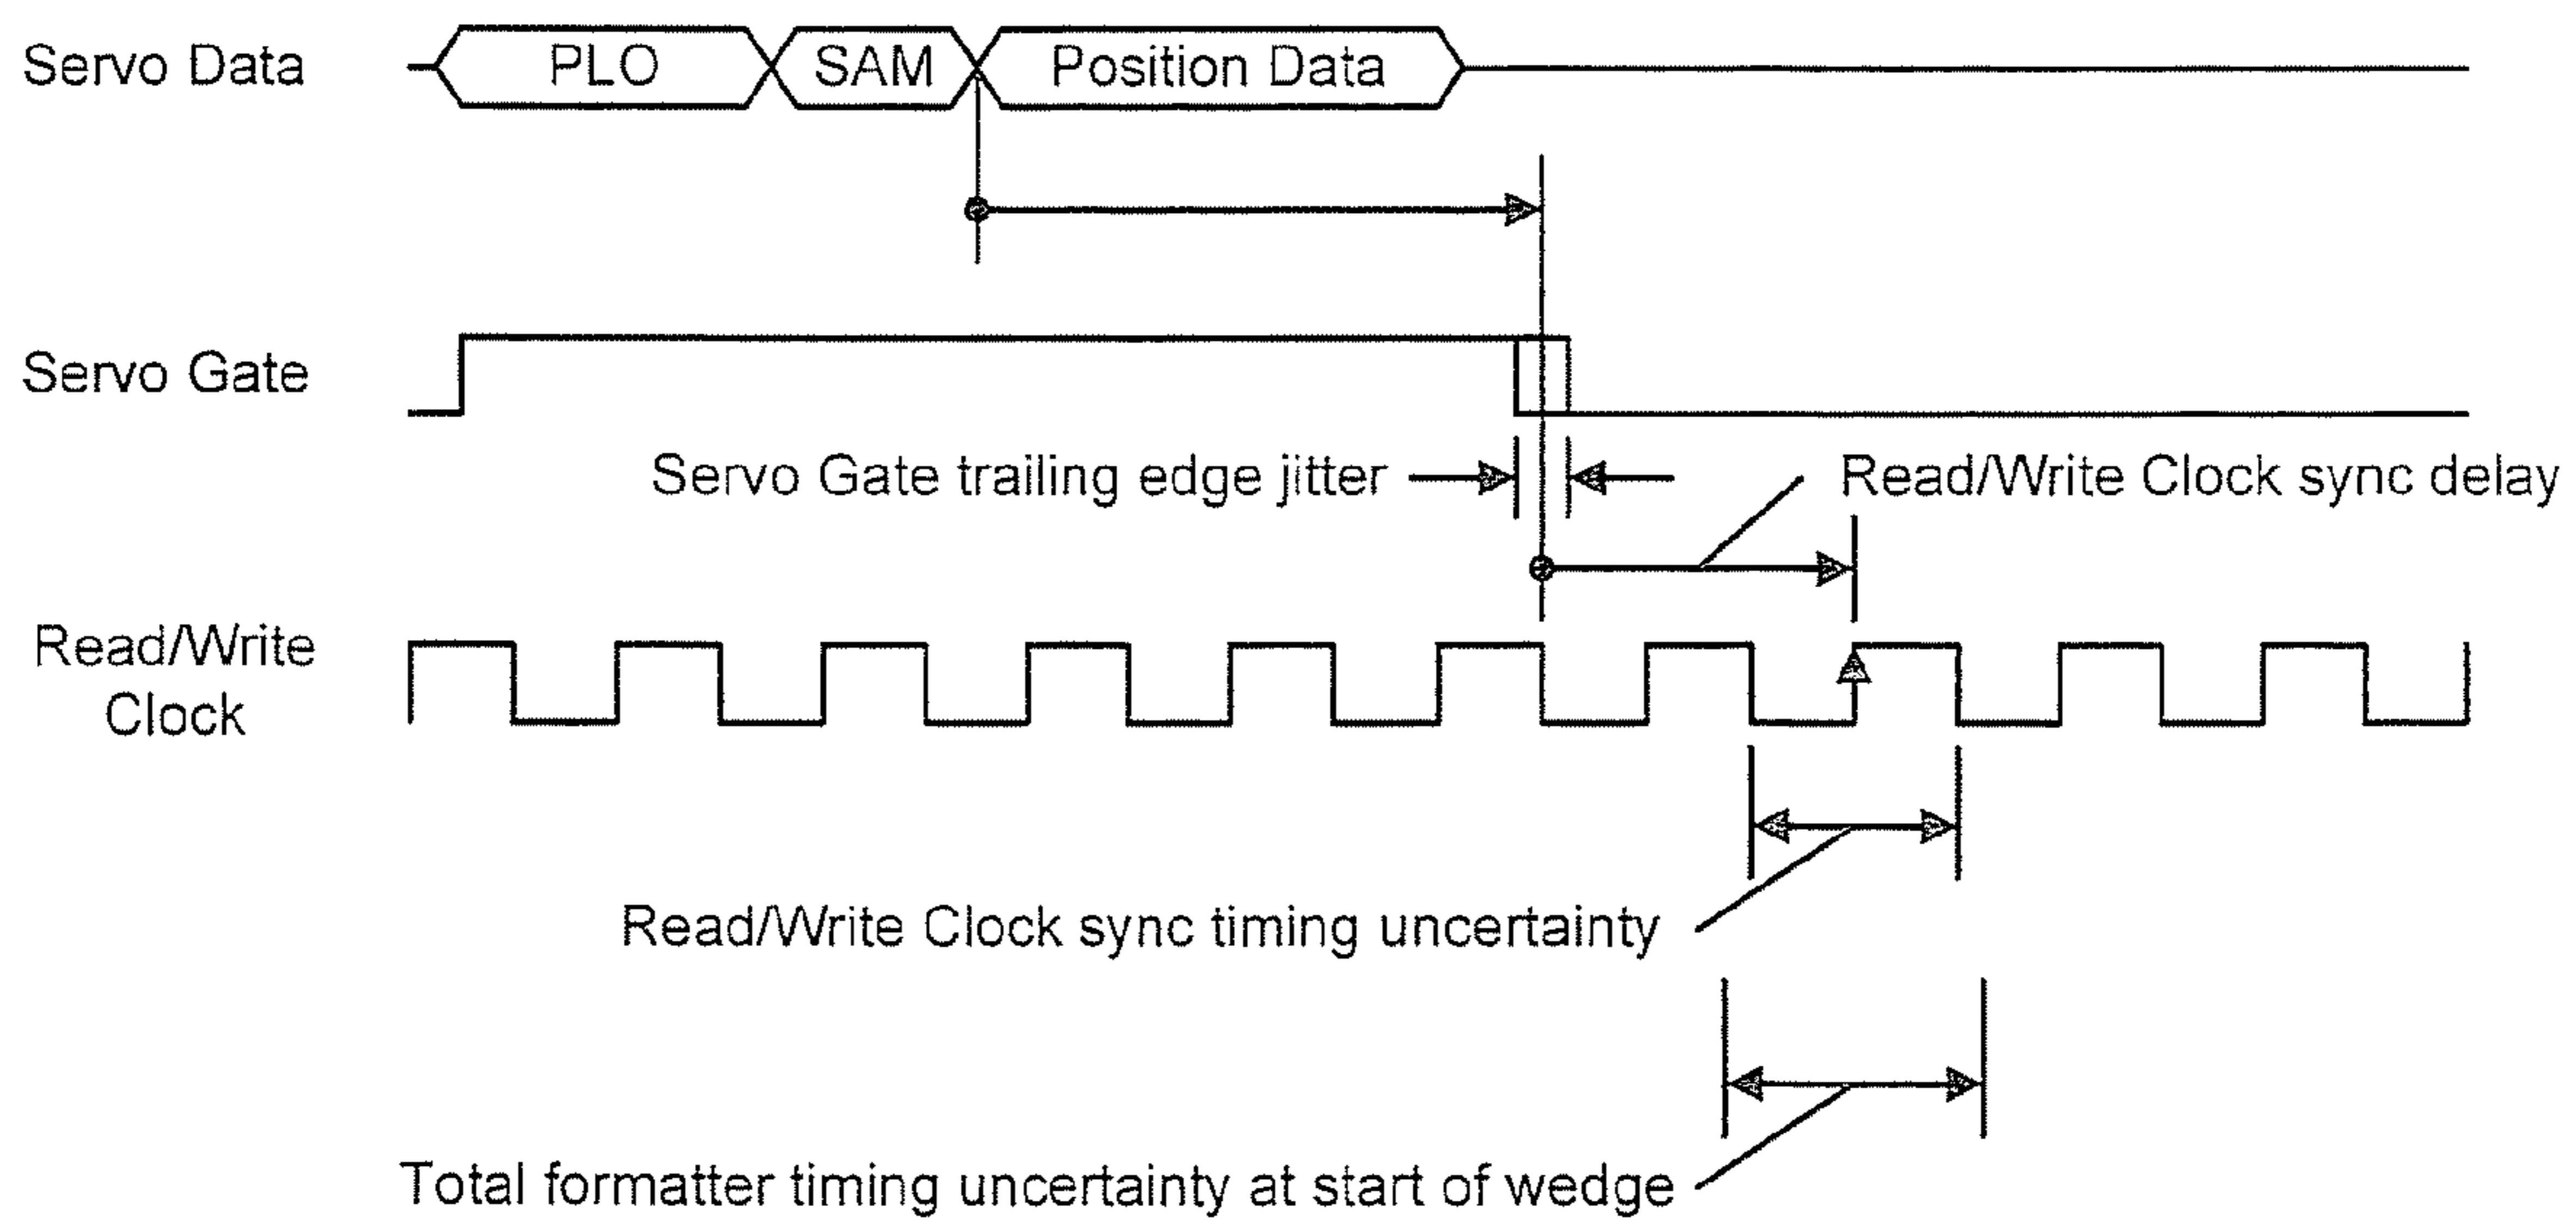 Servo Data
PLO
SAM
Position Data
Servo Gate
Servo Gate trailing edge jitter
Read/Write Clock sync delay
Read/Write
Clock
Read/Write Clock sync timing uncertainty
Total formatter timing uncertainty at start of wedge